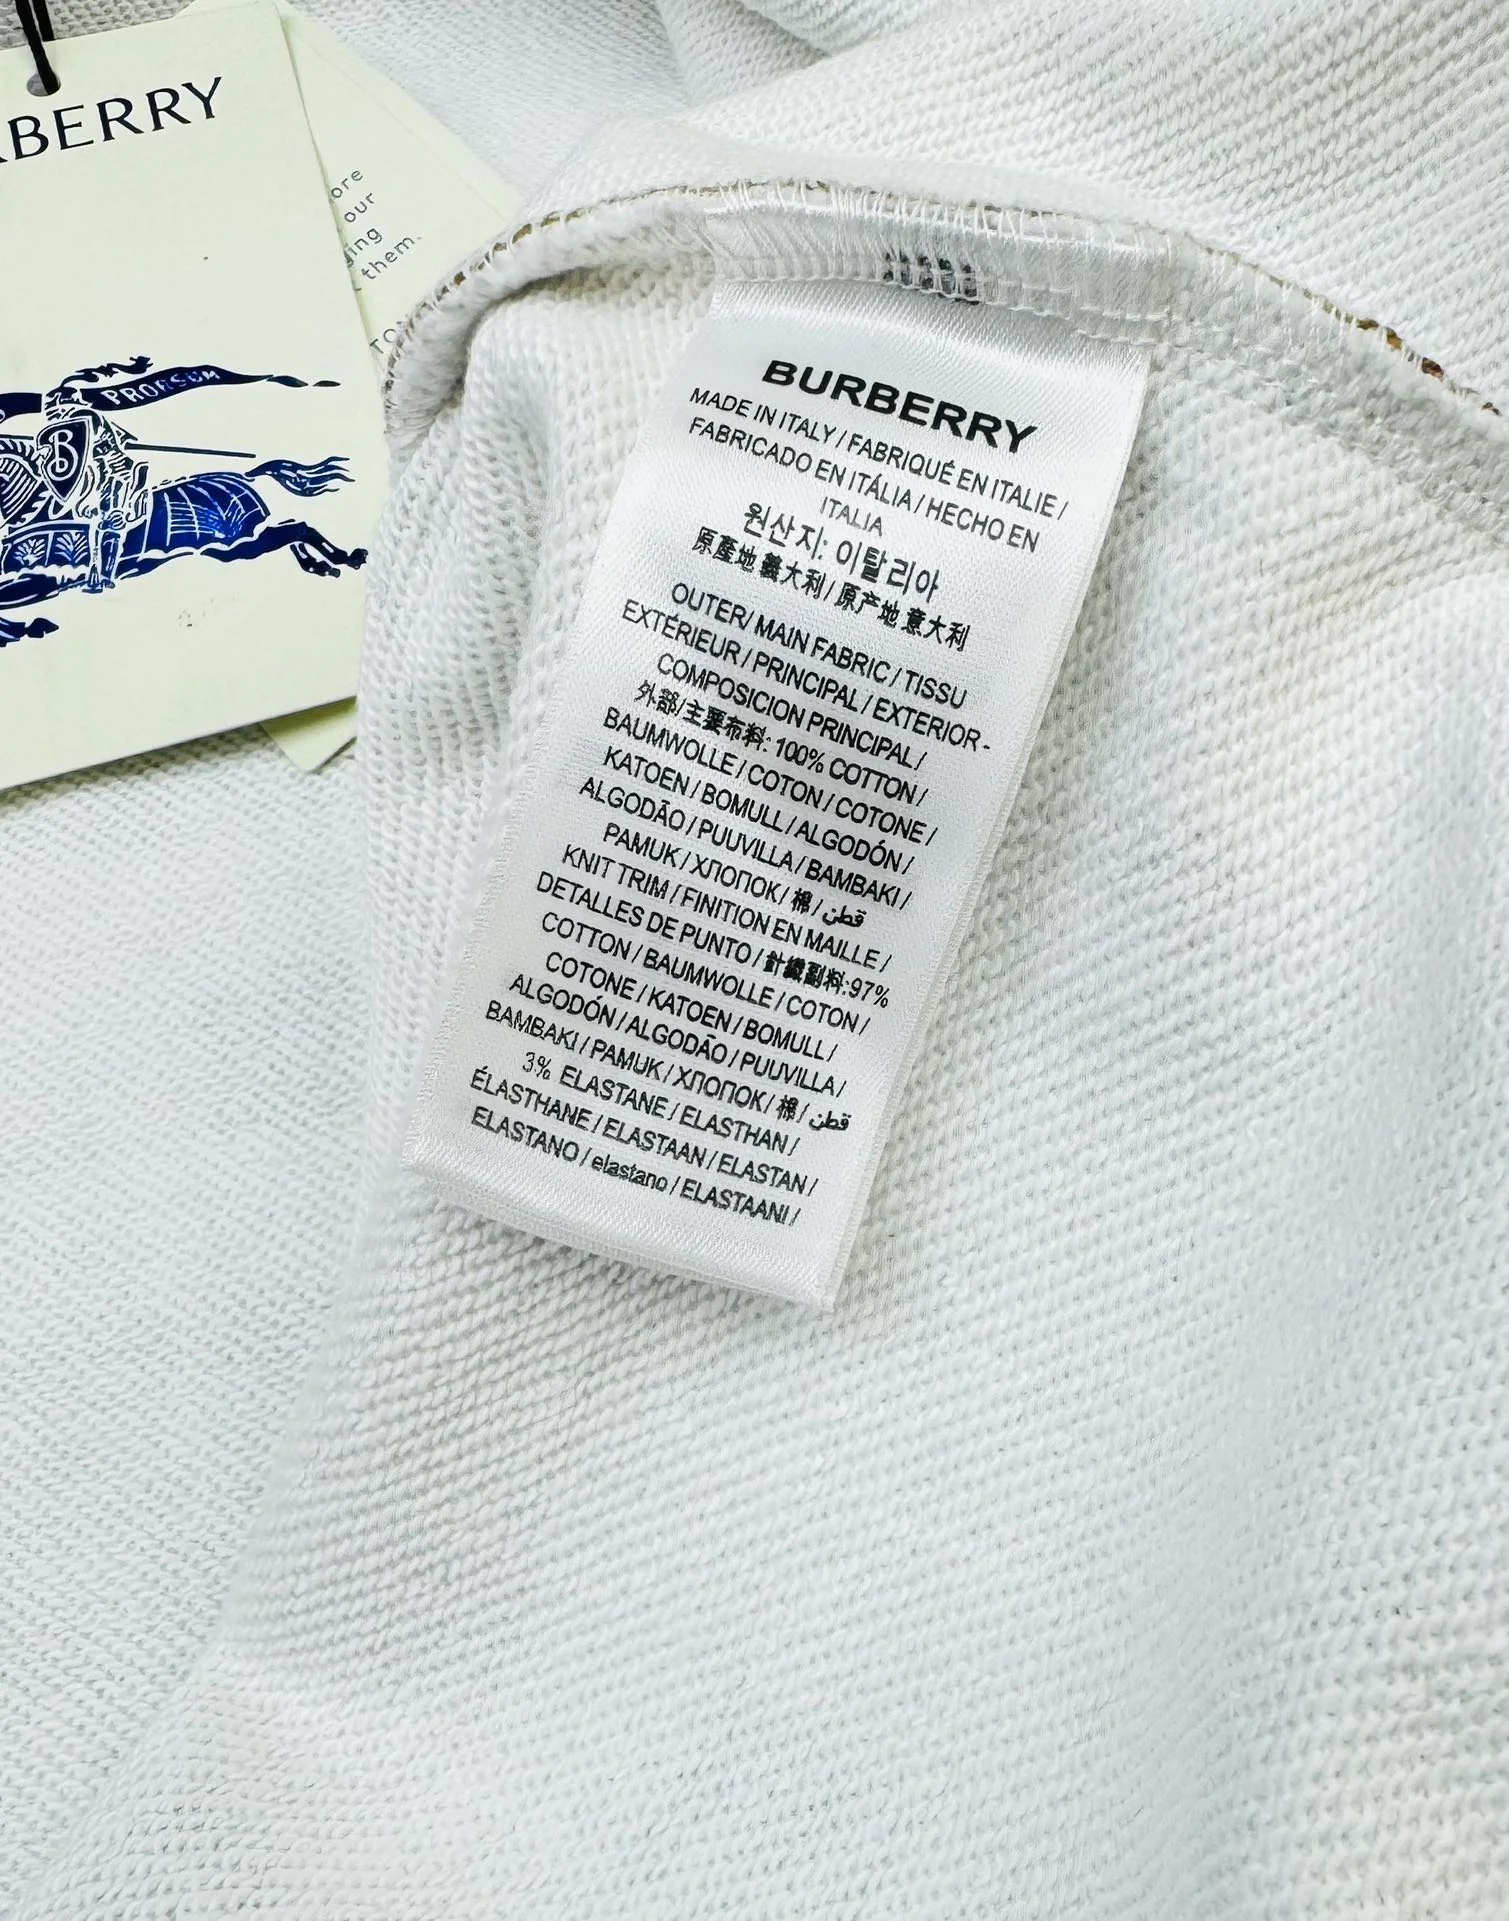 BERRY
PRORSUM
B
ore
our
ging
them.
BURBERRY
MADE IN ITALY / FABRIQUÉ EN ITALIE /
FABRICADO EN ITÁLIA / HECHO EN
ITALIA
원산지: 이탈리아
原產地 義大利 / 原产地 意大利
OUTER/ MAIN FABRIC / TISSU
EXTÉRIEUR / PRINCIPAL / EXTERIOR -
COMPOSICION PRINCIPAL /
外部/主要布料: 100% COTTON /
BAUMWOLLE / COTON / COTONE /
KATOEN / BOMULL / ALGODÓN /
ALGODÃO / PUUVILLA / BAMBAKI /
PAMUK / ХЛОПОК / 棉 / قطن
KNIT TRIM / FINITION EN MAILLE /
DETALLES DE PUNTO / 針織副料:97%
COTTON / BAUMWOLLE / COTON /
COTONE / KATOEN / BOMULL /
ALGODÓN / ALGODÃO / PUUVILLA /
BAMBAKI / PAMUK / ХЛОПОК / 棉 / قطن
3% ELASTANE / ELASTHAN /
ÉLASTHANE / ELASTAAN / ELASTAN /
ELASTANO / elastano / ELASTAANI /